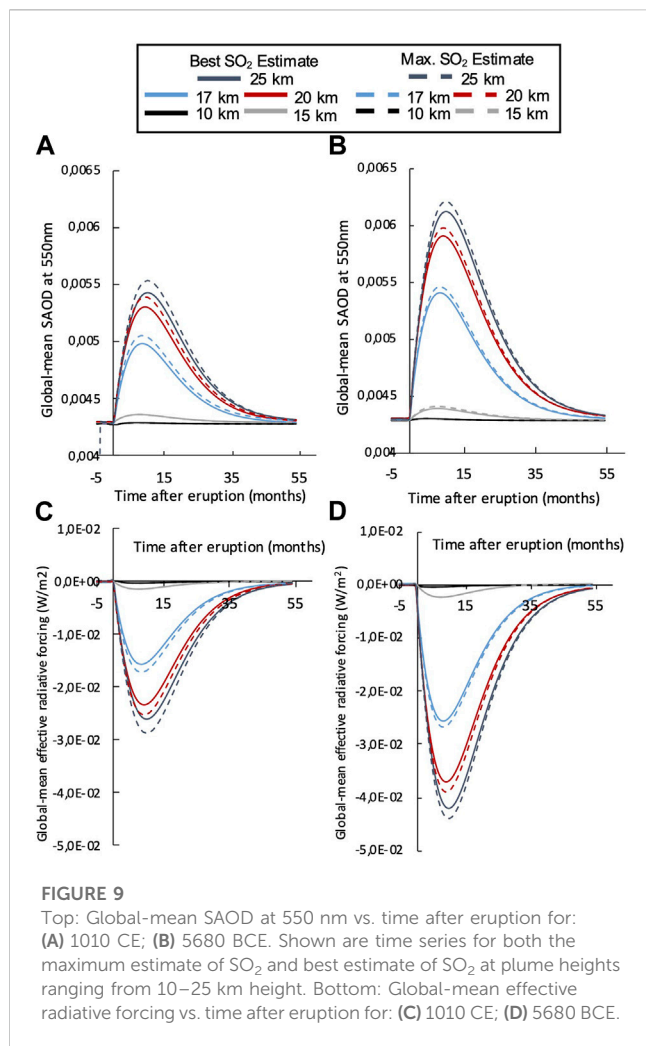 Best SO2 Estimate Max. SO2 Estimate
25 km 25 km
17 km 20 km 17 km 20 km
10 km 15 km 10 km 15 km
A
B
Global-mean SAOD at 550nm
0,0065
0,006
0,0055
0,005
0,0045
0,004
-5 15 35 55
Time after eruption (months)
Global-mean SAOD at 550nm
0,0065
0,006
0,0055
0,005
0,0045
0,004
-5 15 35 55
Time after eruption (months)
C
D
Global-mean effective radiative forcing (W/m2)
1,0E-02
0,0E+00
-1,0E-02
-2,0E-02
-3,0E-02
-4,0E-02
-5,0E-02
Time after eruption (months)
-5 15 35 55
Global-mean effective radiative forcing (W/m²)
1,0E-02
0,0E+00
-1,0E-02
-2,0E-02
-3,0E-02
-4,0E-02
-5,0E-02
Time after eruption (months)
-5 15 35 55
FIGURE 9
Top: Global-mean SAOD at 550 nm vs. time after eruption for:
(A) 1010 CE; (B) 5680 BCE. Shown are time series for both the
maximum estimate of SO2 and best estimate of SO2 at plume heights
ranging from 10–25 km height. Bottom: Global-mean effective
radiative forcing vs. time after eruption for: (C) 1010 CE; (D) 5680 BCE.